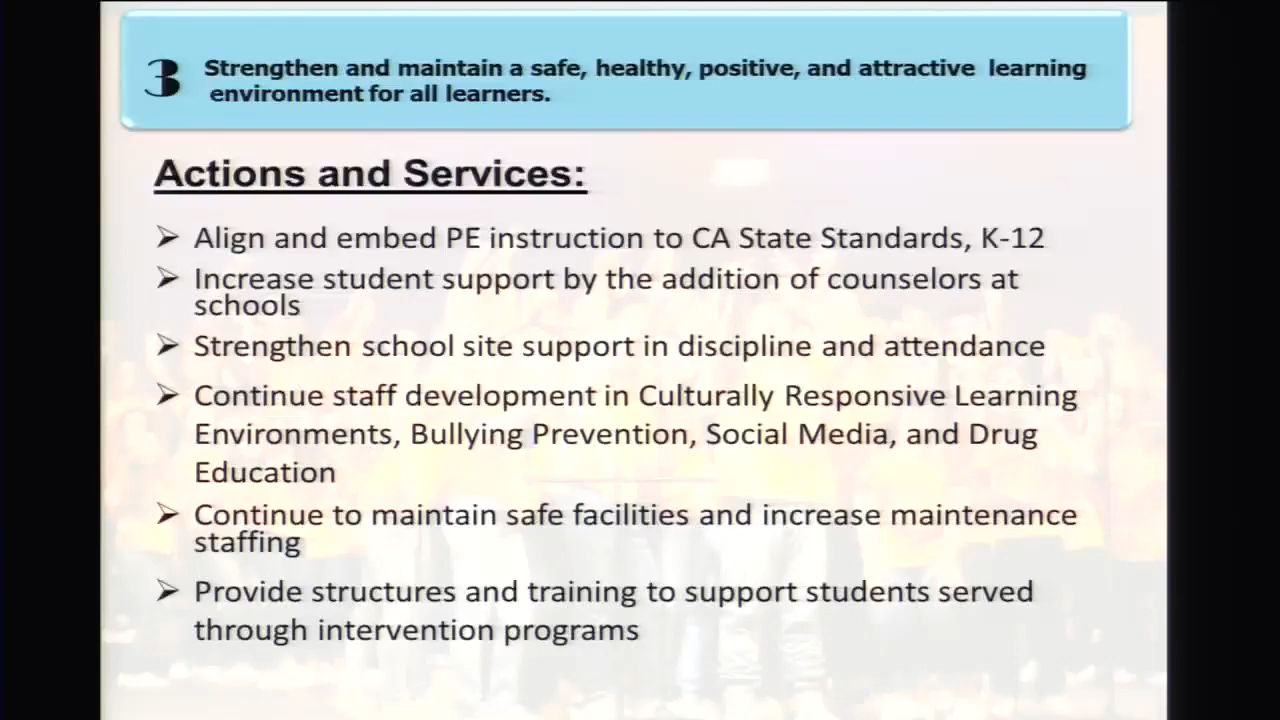 3 Strengthen and maintain a safe, healthy, positive, and attractive learning
environment for all learners.
Actions and Services:
➢ Align and embed PE instruction to CA State Standards, K-12
➢ Increase student support by the addition of counselors at
schools
➢ Strengthen school site support in discipline and attendance
➢ Continue staff development in Culturally Responsive Learning
Environments, Bullying Prevention, Social Media, and Drug
Education
➢ Continue to maintain safe facilities and increase maintenance
staffing
➢ Provide structures and training to support students served
through intervention programs